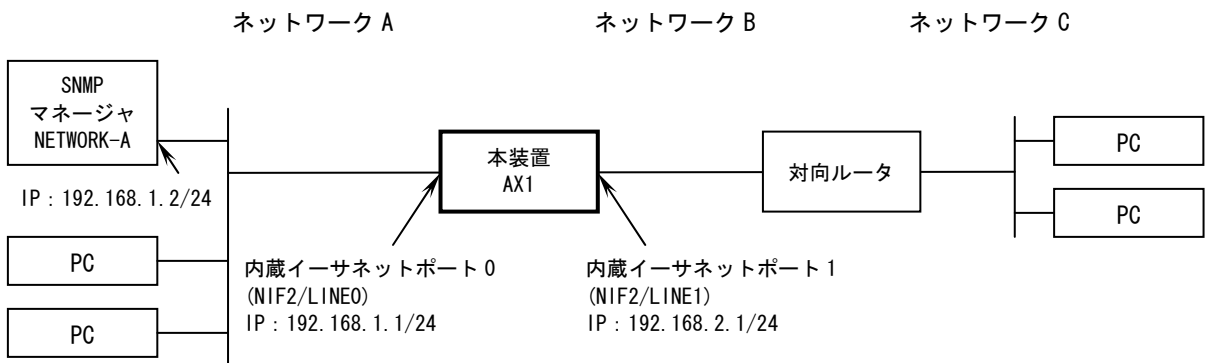 ネットワーク A
ネットワーク B
ネットワーク C
SNMP
マネージャ
NETWORK-A
IP：192.168.1.2/24
PC
PC
本装置
AX1
内蔵イーサネットポート 0
(NIF2/LINE0)
IP：192.168.1.1/24
内蔵イーサネットポート 1
(NIF2/LINE1)
IP：192.168.2.1/24
対向ルータ
PC
PC